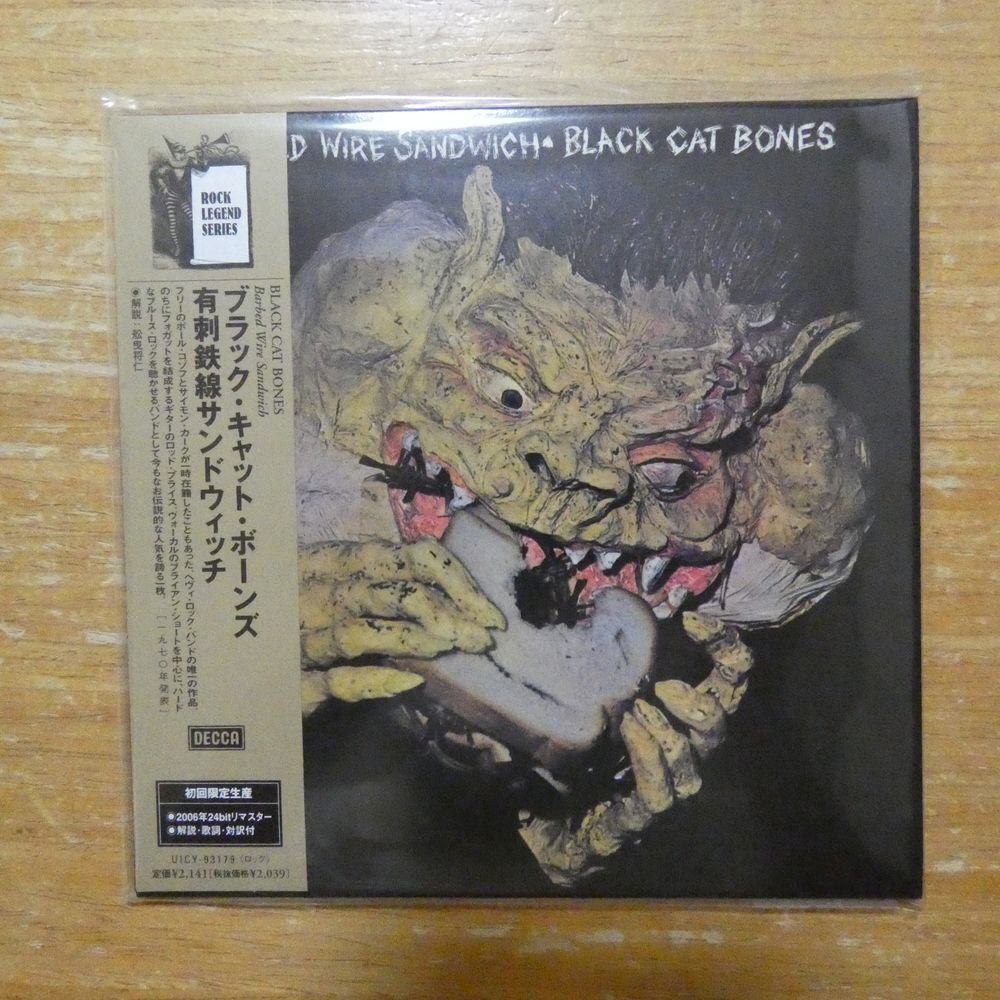 D WIRE SANDWICH • BLACK CAT BONES
ROCK
LEGEND
SERIES
BLACK CAT BONES
Barbed Wire Sandwich
ブラック・キャット・ボーンズ
有刺鉄線サンドウィッチ
フリーのポール・コゾフとサイモン・カークが一時在籍したこともあった、ヘヴィ・ロック・バンドの唯一の作品。
のちにフォガットを結成するギターのロッド・プライス、ヴォーカルのブライアン・ショートを中心に、ハード
なブルース・ロックを聴かせるバンドとして今もなお伝説的な人気を誇る一枚。 [一九七〇年発表]
●解説:舩曳将仁
DECCA
初回限定生産
●2006年24bitリマスター
●解説・歌詞・対訳付
UICY-93179 (ロック)
定価¥2,141[税抜価格¥2,039]